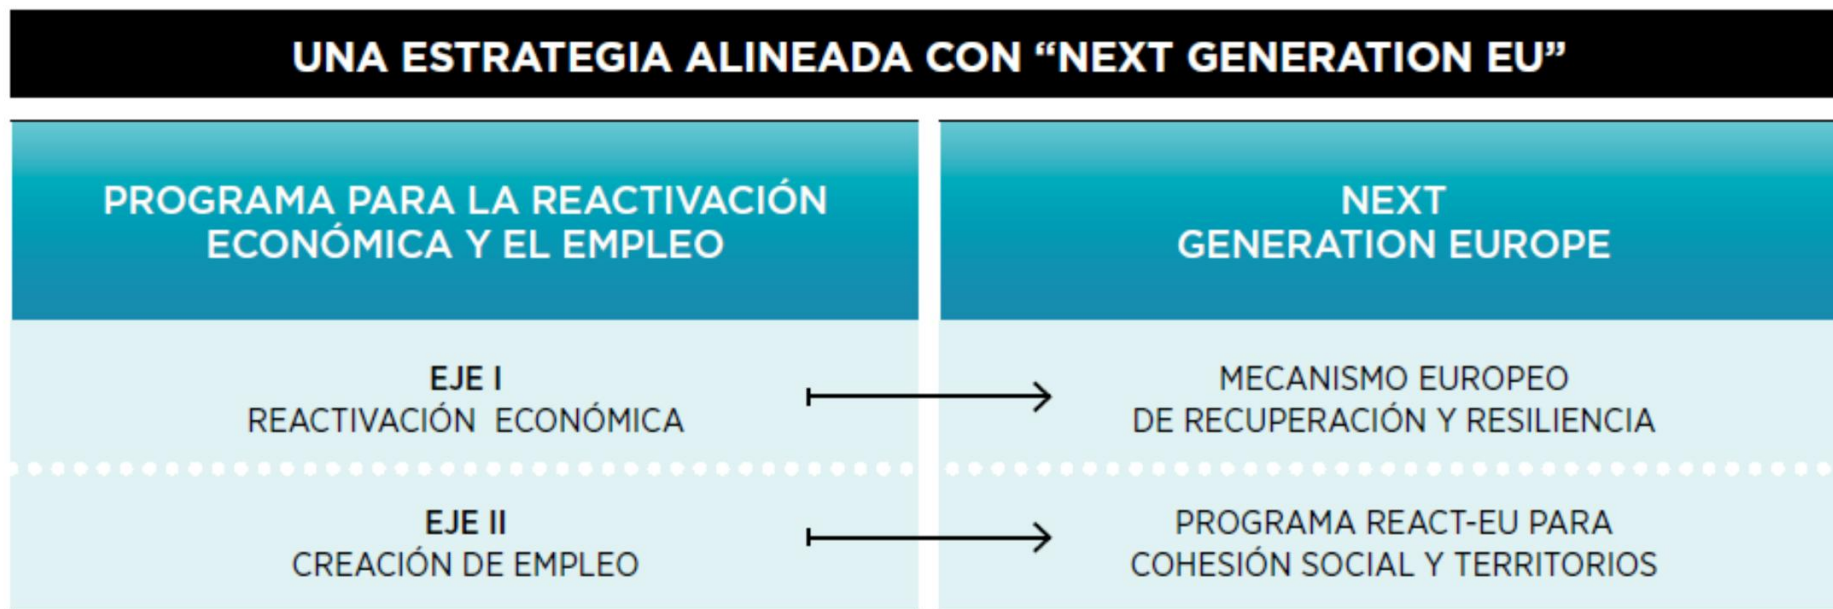 UNA ESTRATEGIA ALINEADA CON “NEXT GENERATION EU”
PROGRAMA PARA LA REACTIVACIÓN
ECONÓMICA Y EL EMPLEO
NEXT
GENERATION EUROPE
EJE I
REACTIVACIÓN ECONÓMICA
MECANISMO EUROPEO
DE RECUPERACIÓN Y RESILIENCIA
EJE II
CREACIÓN DE EMPLEO
PROGRAMA REACT-EU PARA
COHESIÓN SOCIAL Y TERRITORIOS